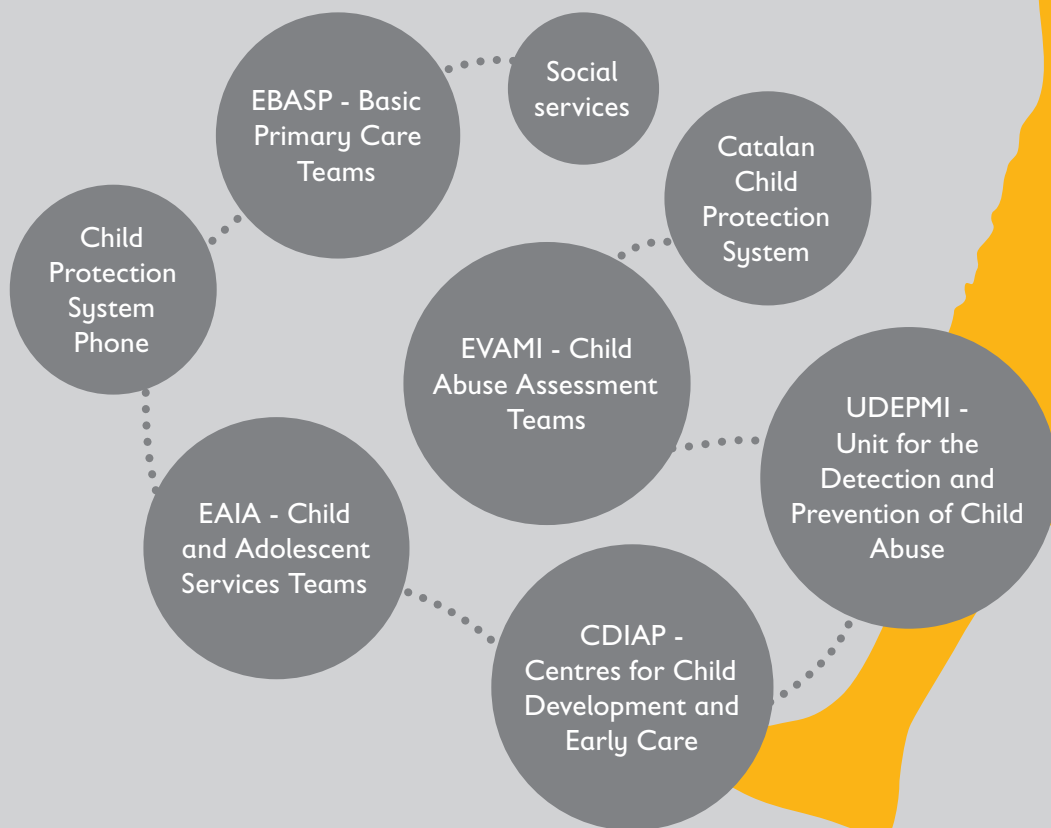 Social
services
EBASP - Basic
Primary Care
Teams
Catalan
Child
Protection
System
Child
Protection
System
Phone
EVAMI - Child
Abuse Assessment
Teams
UDEPMI -
Unit for the
Detection and
Prevention of Child
Abuse
EAIA - Child
and Adolescent
Services Teams
CDIAP -
Centres for Child
Development and
Early Care